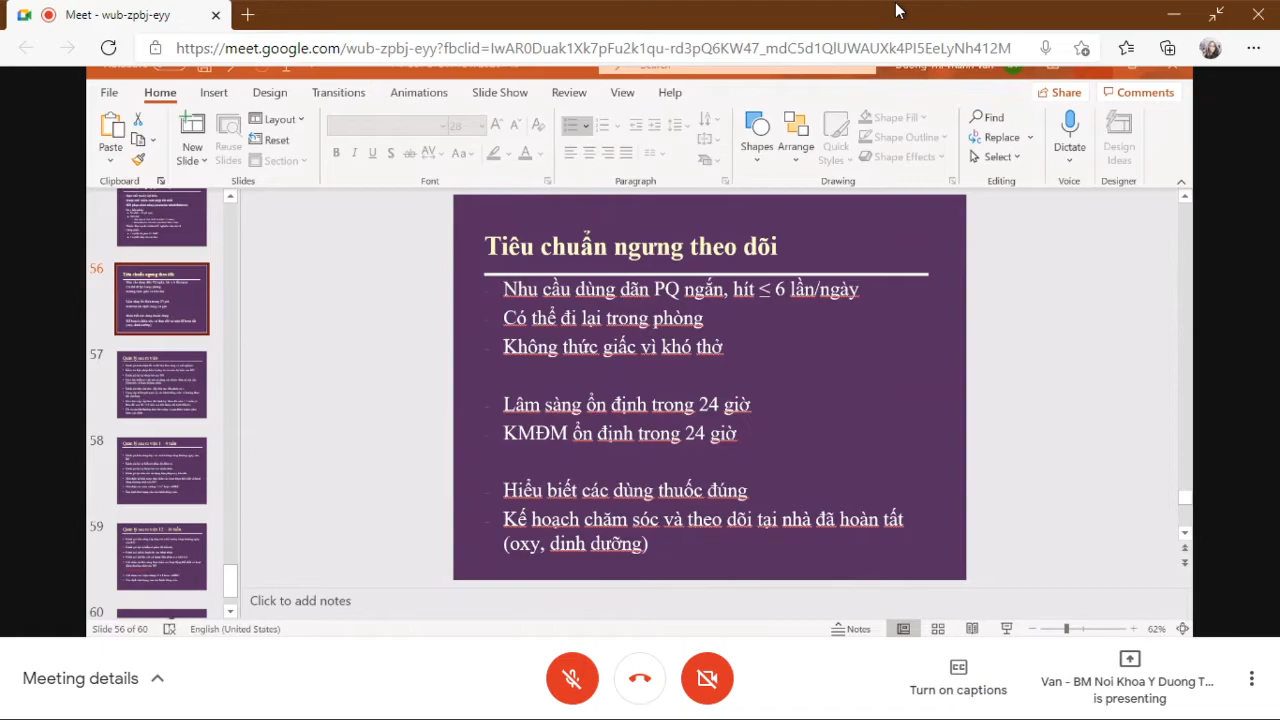 Meet - wub-zpbj-eyy
https://meet.google.com/wub-zpbj-eyy?fbclid=IwAR0Duak1Xk7pFu2k1qu-rd3pQ6KW47_mdC5d1QlUWAUXk4PI5EeLyNh412M
File Home Insert Design Transitions Animations Slide Show Review View Help Share Comments
Paste New Slide Reuse Slides Layout Reset Section
Shapes Arrange Quick Styles Shape Fill Shape Outline Shape Effects
Find Replace Select Dictate Design Ideas
Clipboard Slides Font Paragraph Drawing Editing Voice Designer
56
57
58
59
60
Tiêu chuẩn ngưng theo dõi
Nhu cầu dùng dãn PQ ngắn, hít < 6 lần/ng
Có thể đi lại trong phòng
Không thức giấc vì khó thở
Lâm sàng ổn định trong 24 giờ
KMĐM ổn định trong 24 giờ
Hiểu biết về dùng thuốc đúng
Kế hoạch chăm sóc và theo dõi tại nhà đã hoàn tất
(oxy, dinh dưỡng)
Click to add notes
Slide 56 of 60 English (United States) Notes 62%
Meeting details
Turn on captions
Van - BM Noi Khoa Y Duong T...
is presenting